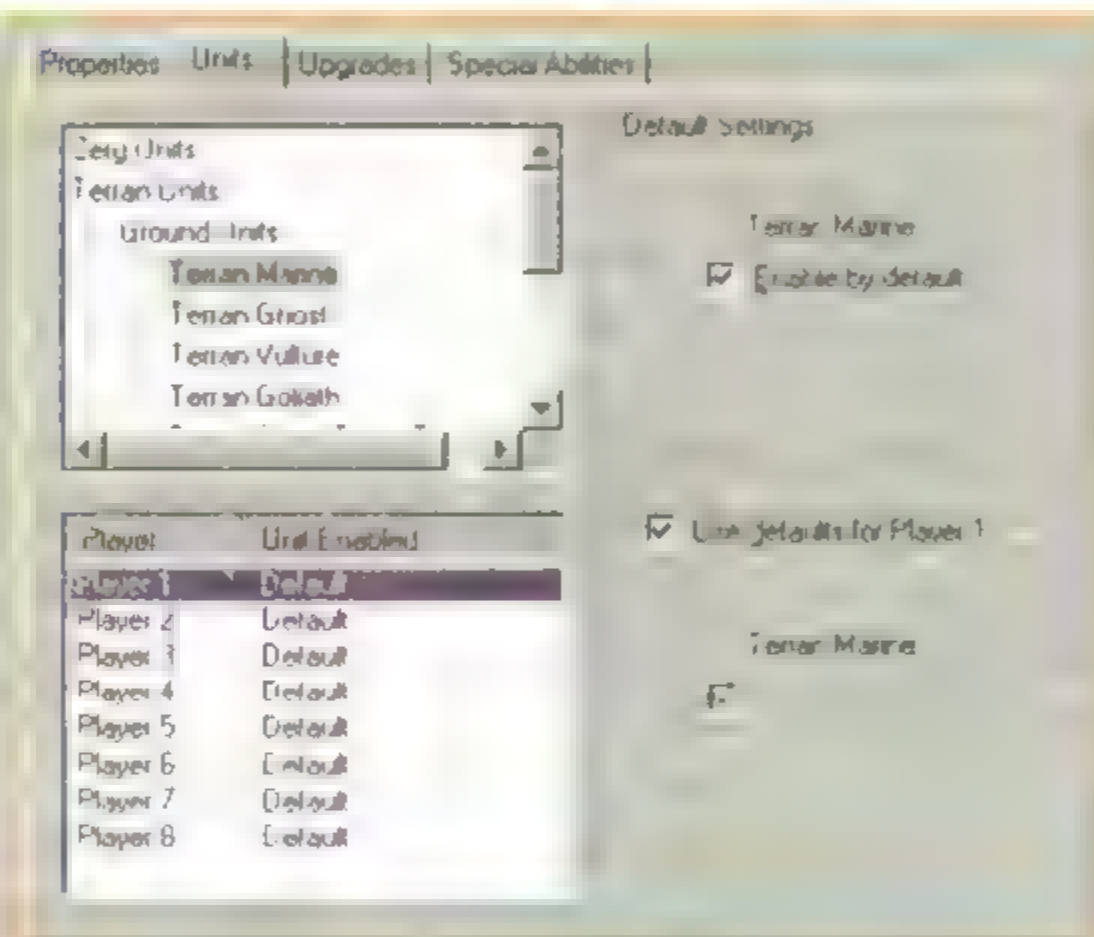 Properties Units Upgrades Special Abilities
Zerg Units
Terran Units
Ground Units
Terran Marine
Terran Ghost
Terran Vulture
Terran Goliath
Default Settings
Terran Marine
Enable by default
Player Unit Enabled
Player 1 Default
Player 2 Default
Player 3 Default
Player 4 Default
Player 5 Default
Player 6 Default
Player 7 Default
Player 8 Default
Use defaults for Player 1
Terran Marine